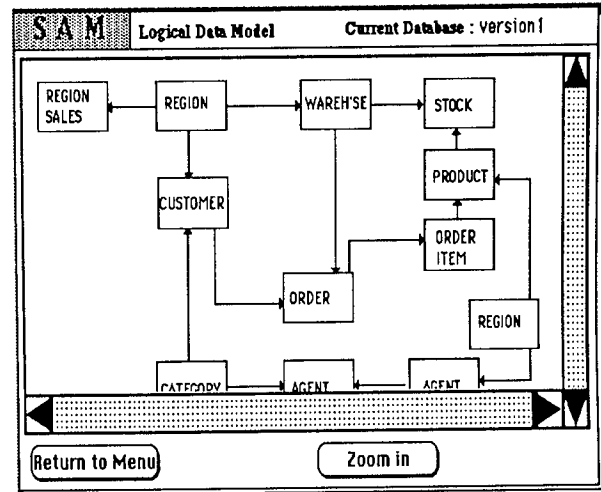 SAM Logical Data Model Current Database : version1
REGION
SALES
REGION
WAREH'SE
STOCK
CUSTOMER
PRODUCT
ORDER
ITEM
ORDER
REGION
CATEGORY
AGENT
AGENT
Return to Menu
Zoom in